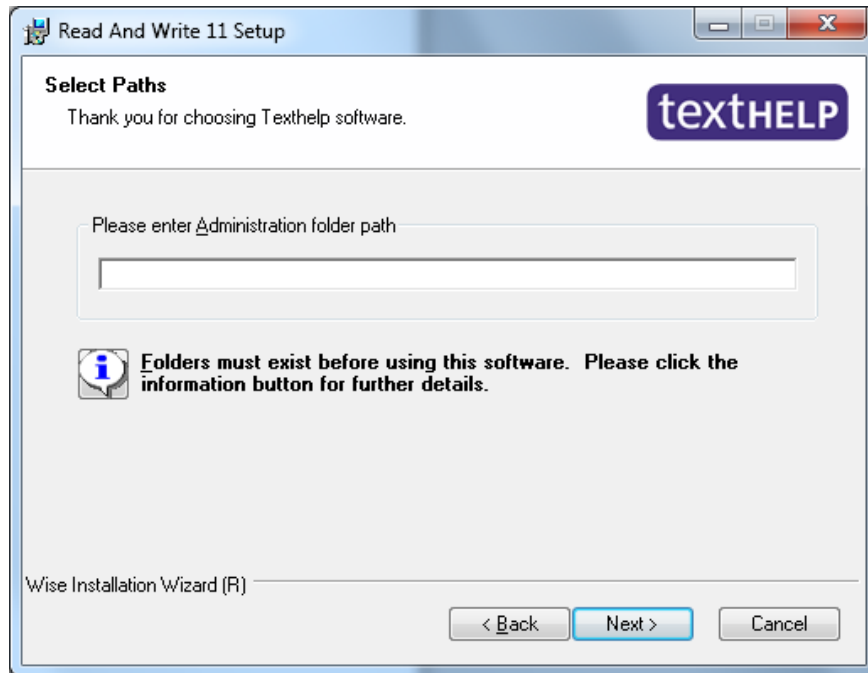 Read And Write 11 Setup
Select Paths
Thank you for choosing Texthelp software.
textHELP
Please enter Administration folder path
Folders must exist before using this software.  Please click the
information button for further details.
Wise Installation Wizard (R)
< Back
Next >
Cancel